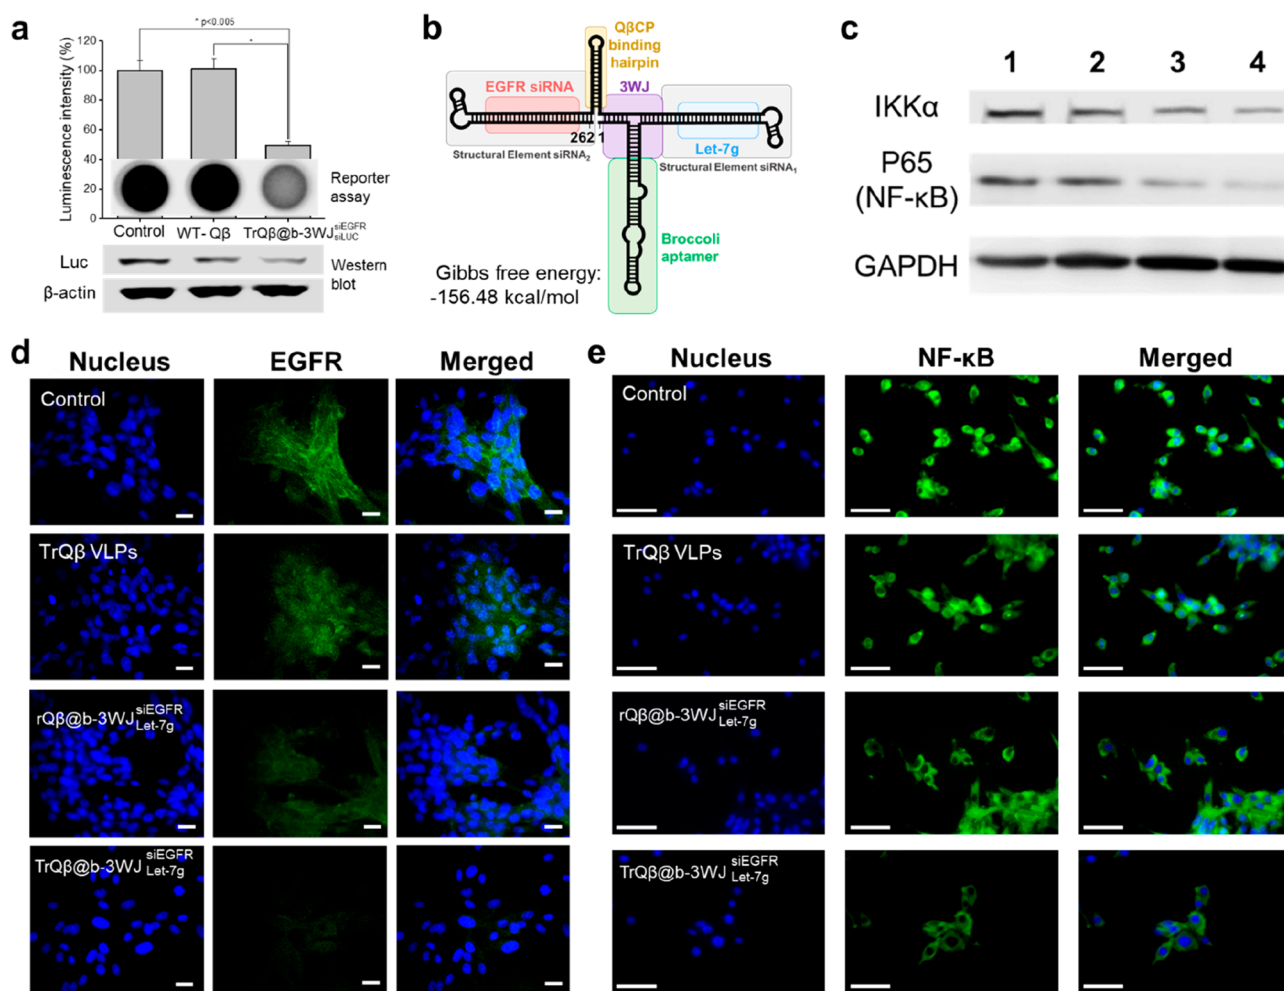 a
* p<0.005
*
Luminescence intensity (%)
120
100
80
60
40
20
0
Reporter
assay
Control
WT-Qβ
TrQβ@b-3WJ siEGFR
siLUC
Luc
β-actin
Western
blot
b
QβCP
binding
hairpin
EGFR siRNA
3WJ
262
1
Let-7g
Structural Element siRNA₂
Structural Element siRNA₁
Broccoli
aptamer
Gibbs free energy:
-156.48 kcal/mol
c
1 2 3 4
IKKα
P65
(NF-κB)
GAPDH
d
Nucleus EGFR Merged
Control
TrQβ VLPs
rQβ@b-3WJ siEGFR
Let-7g
TrQβ@b-3WJ siEGFR
Let-7g
e
Nucleus NF-κB Merged
Control
TrQβ VLPs
rQβ@b-3WJ siEGFR
Let-7g
TrQβ@b-3WJ siEGFR
Let-7g